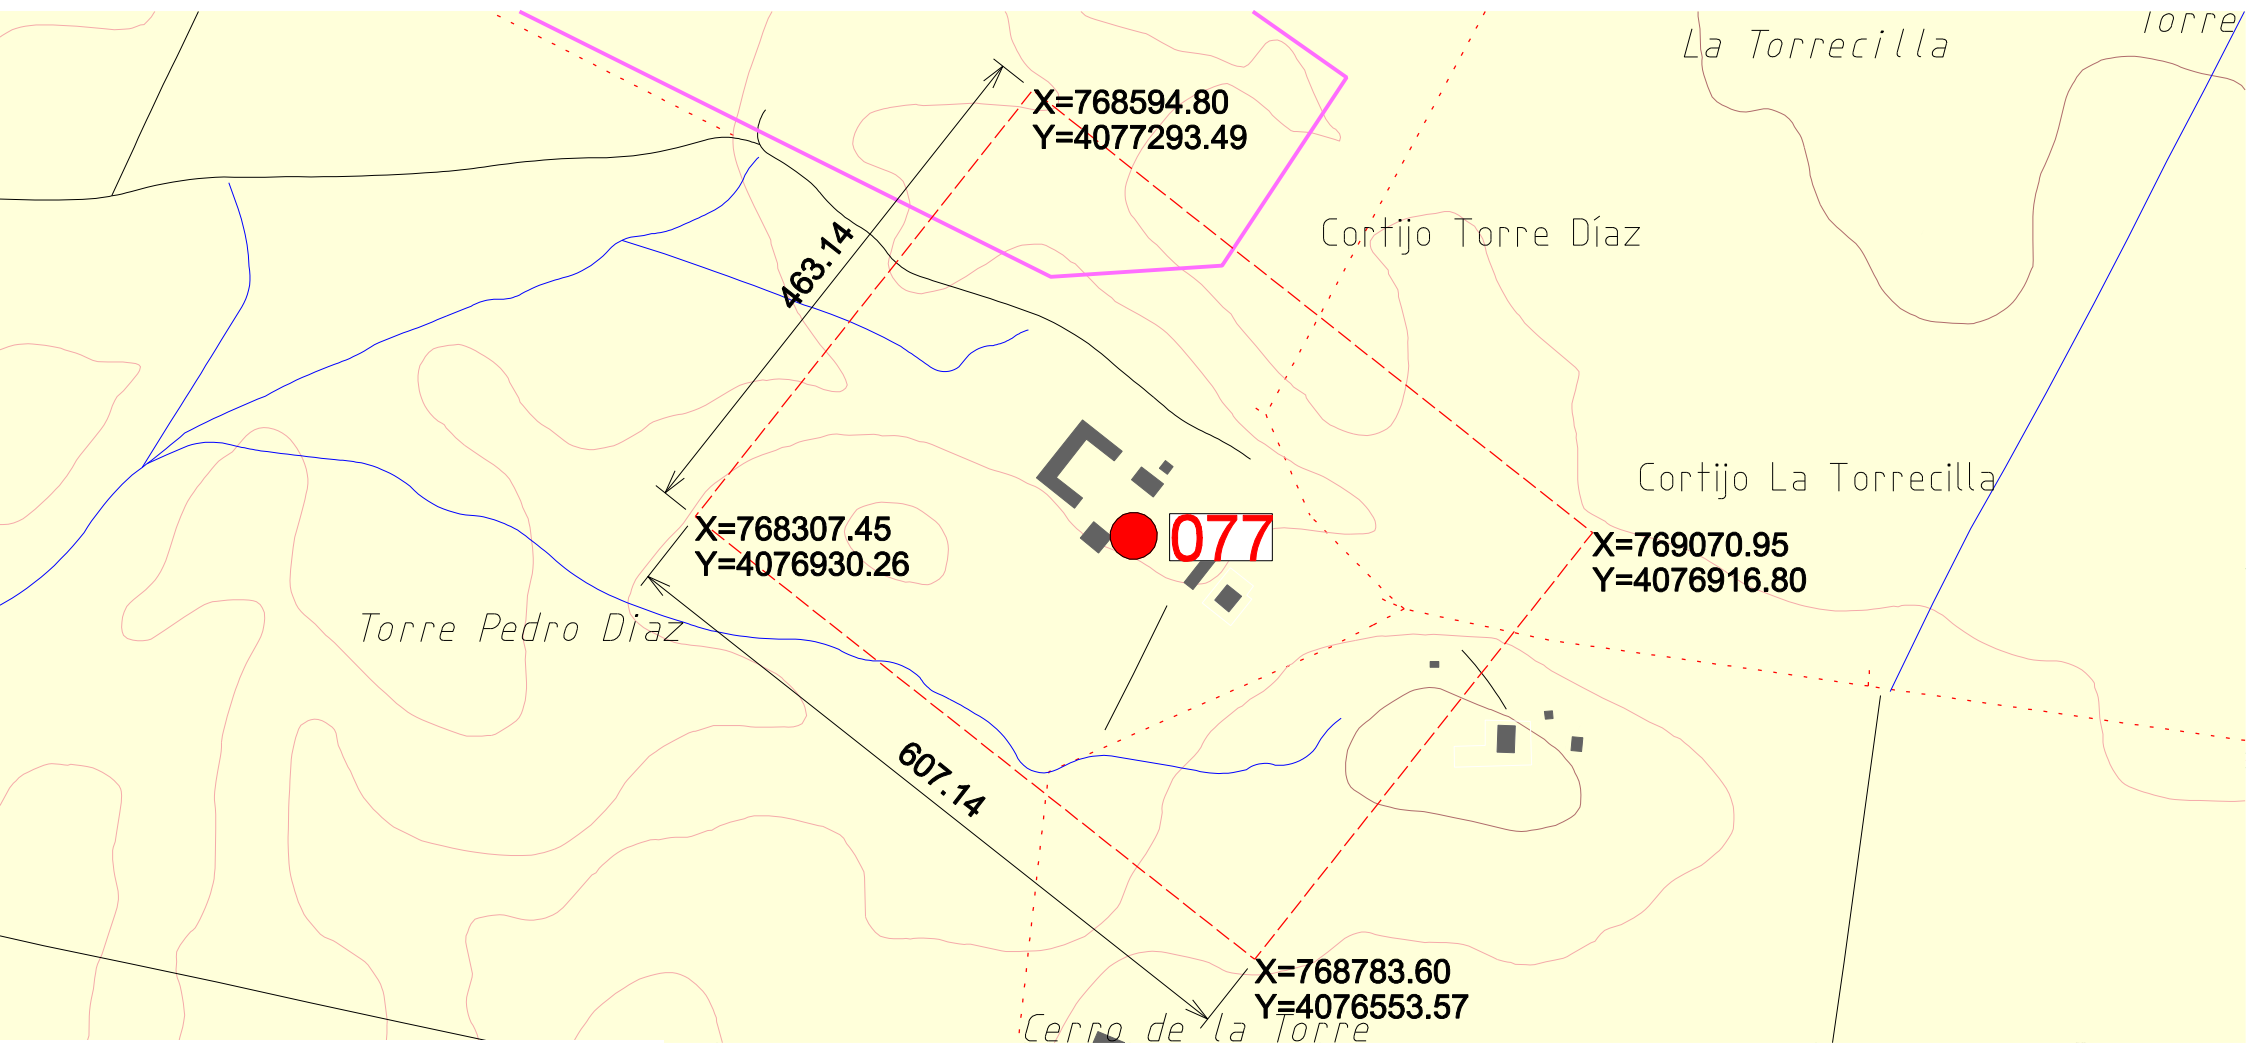 Torre
La Torrecilla
X=768594.80
Y=4077293.49
Cortijo Torre Díaz
463.14
Cortijo La Torrecilla
X=768307.45
Y=4076930.26
077
X=769070.95
Y=4076916.80
Torre Pedro Díaz
607.14
X=768783.60
Y=4076553.57
Cerro de la Torre